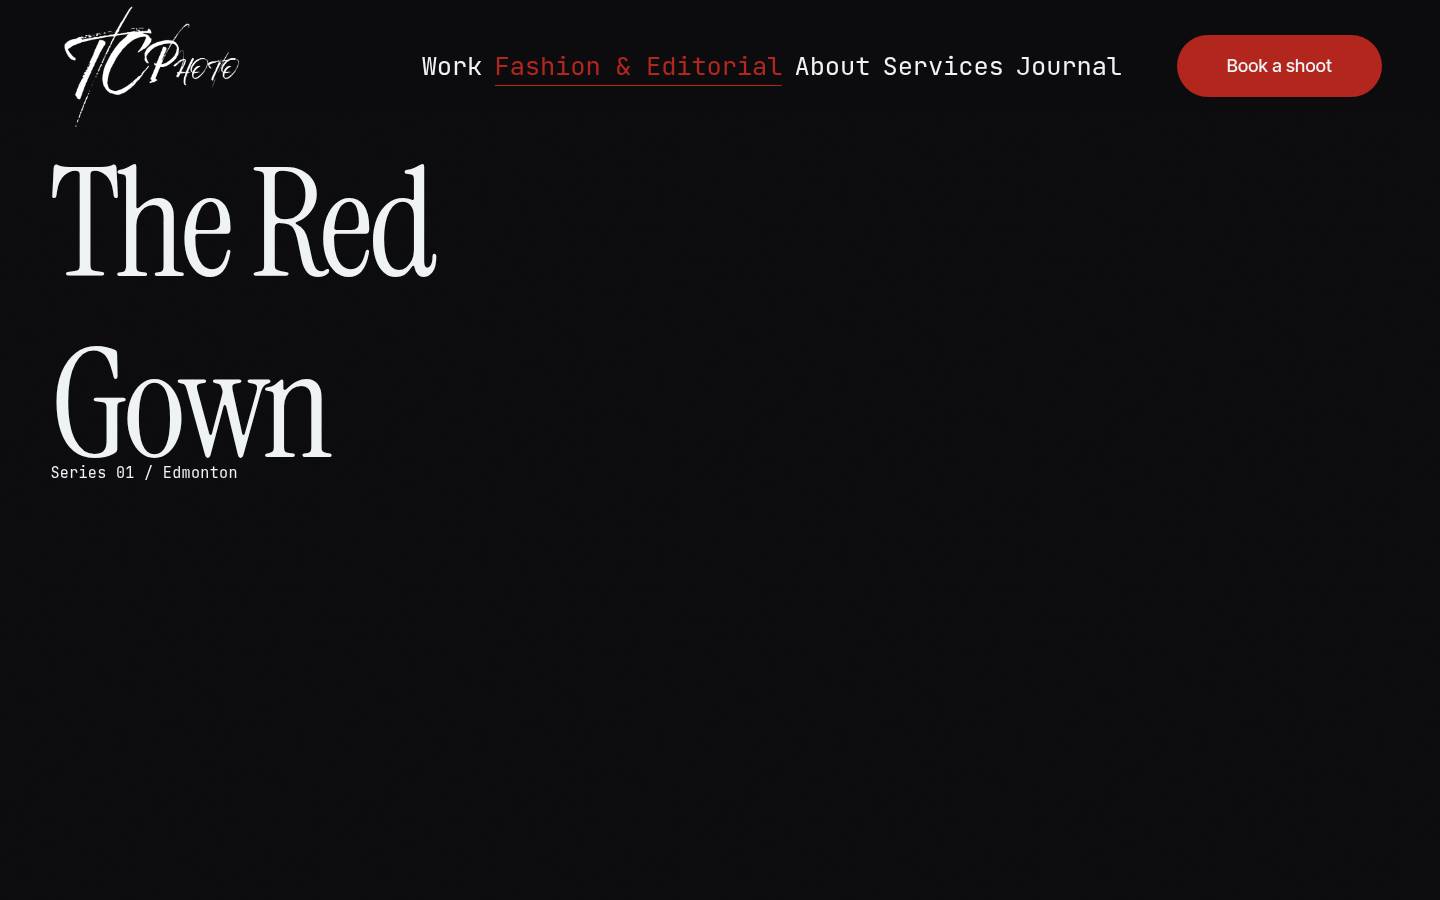 TCPHOTO
Work Fashion & Editorial About Services Journal
Book a shoot
The Red
Gown
Series 01 / Edmonton